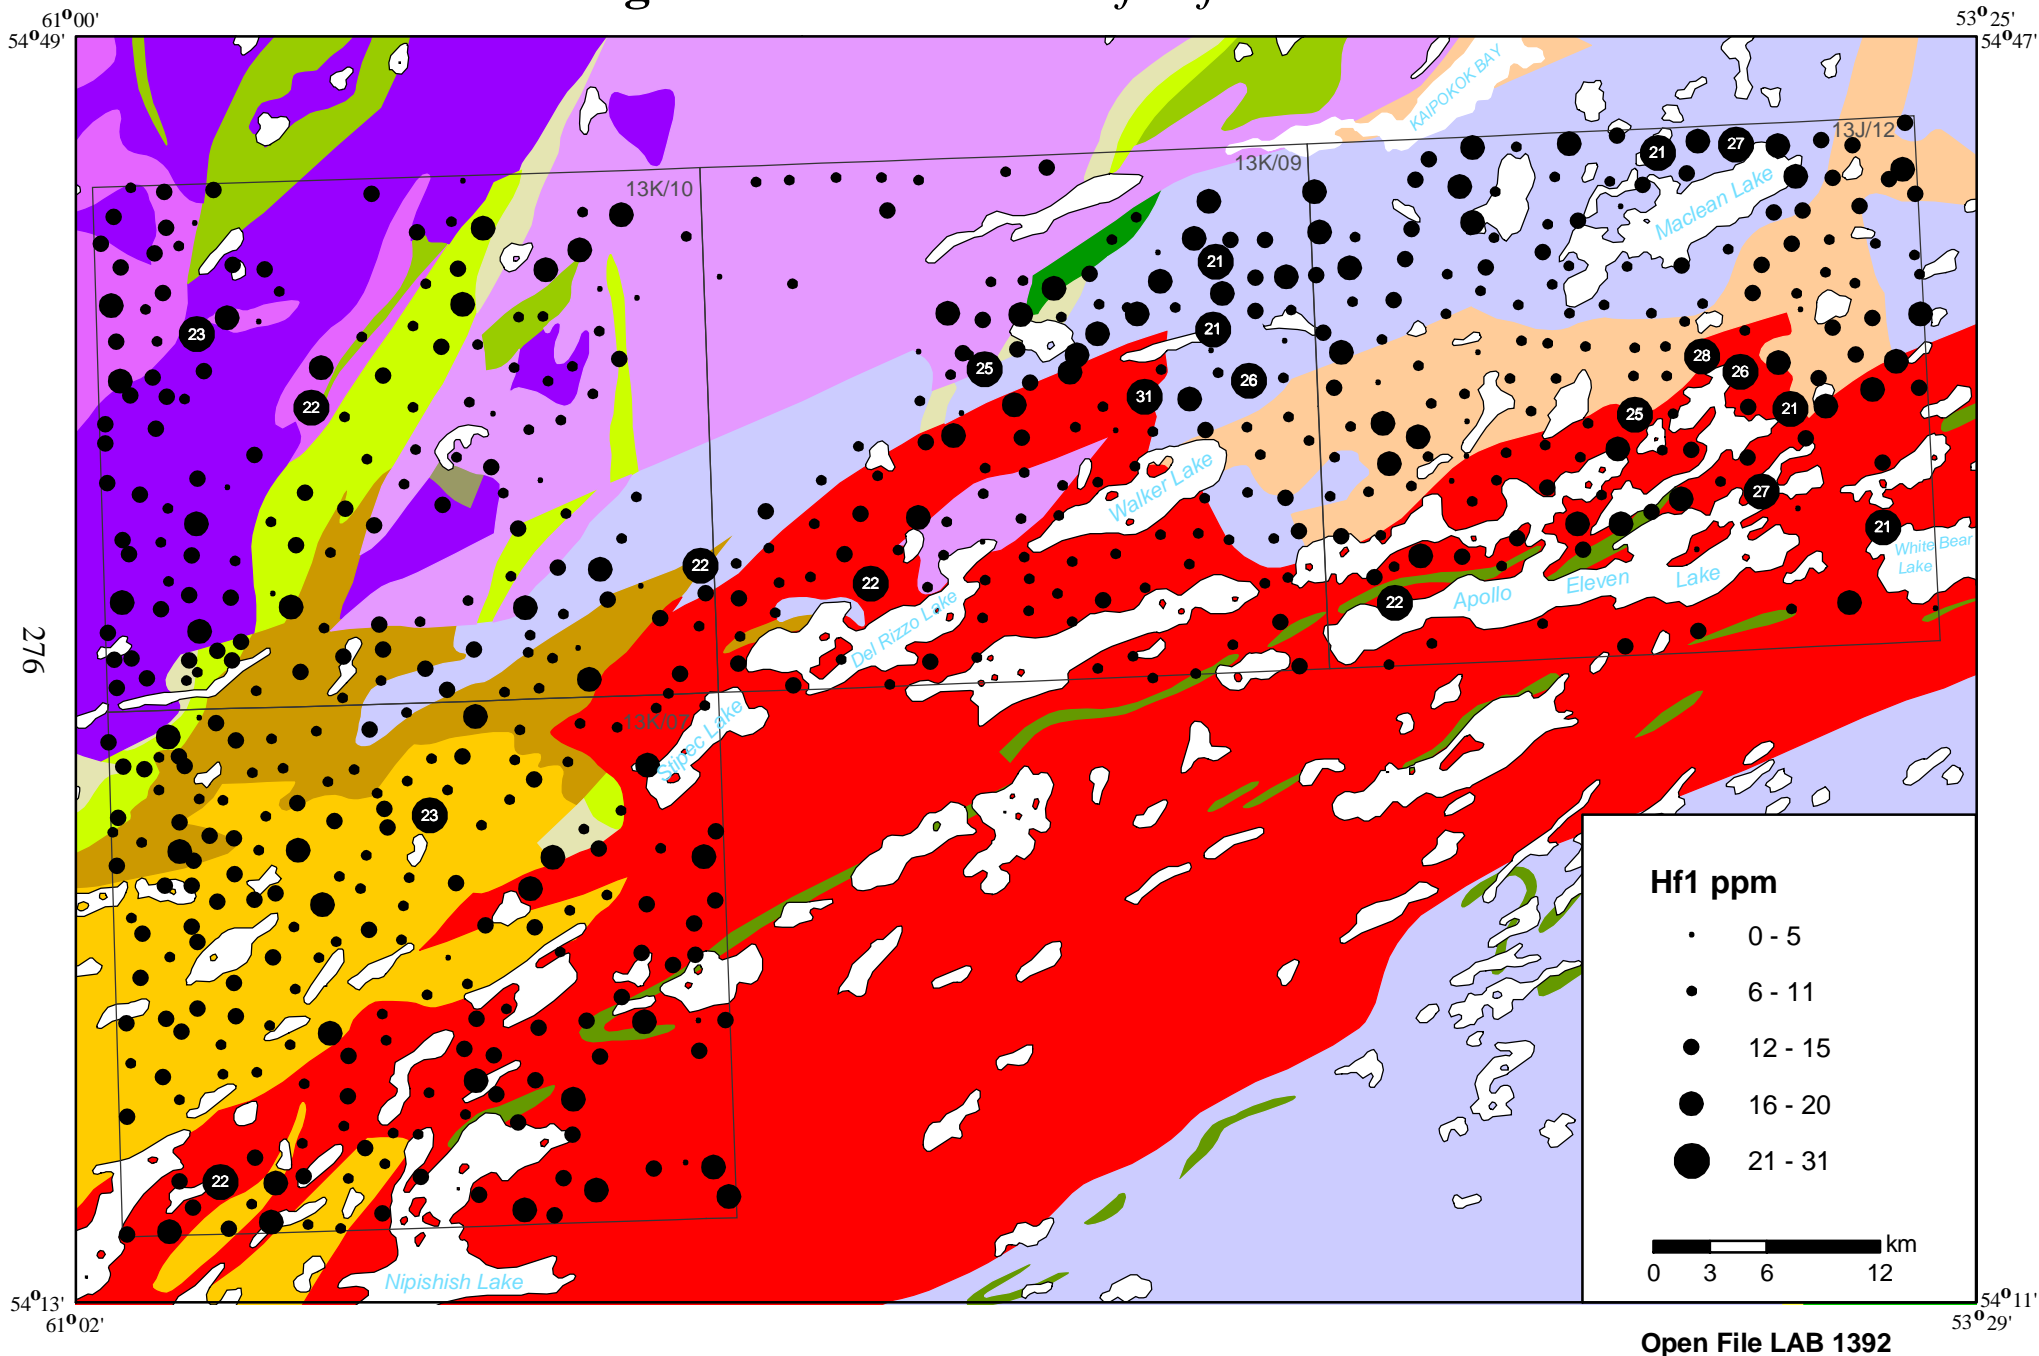 61°00'
53°25'
54°49'
54°47'
KAIPOKOK BAY
13J/12
13K/09
13K/10
21
27
Maclean Lake
21
23
21
28
25
26
26
31
22
25
21
Walker Lake
27
21
White Bear
Lake
22
22
Apollo Eleven Lake
22
Del Rizzo Lake
276
13K/07
Stipec Lake
23
Hf1 ppm
0 - 5
6 - 11
12 - 15
16 - 20
21 - 31
22
km
0 3 6 12
Nipishish Lake
54°13'
54°11'
61°02'
53°29'
Open File LAB 1392